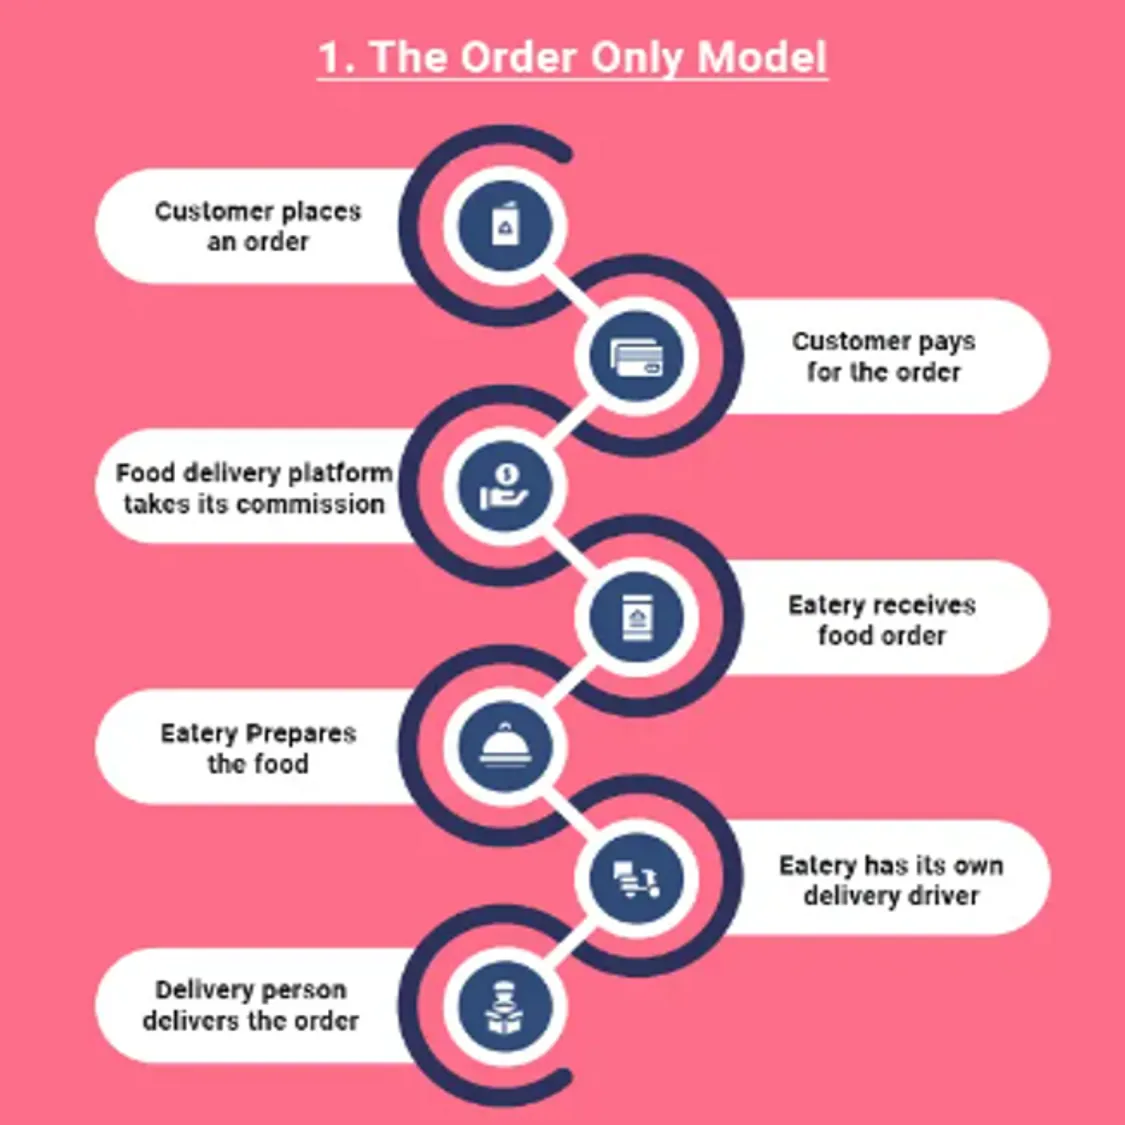 1. The Order Only Model
Customer places
an order
Customer pays
for the order
Food delivery platform
takes its commission
Eatery receives
food order
Eatery Prepares
the food
Eatery has its own
delivery driver
Delivery person
delivers the order